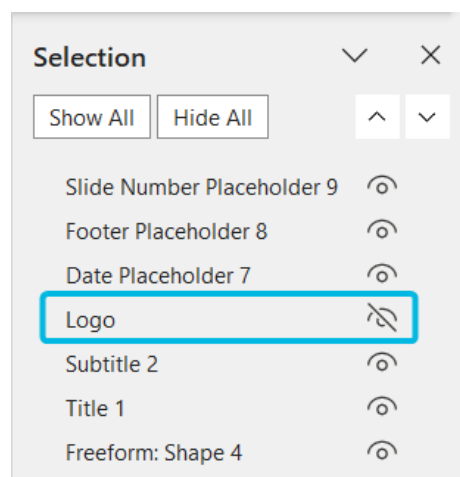 Selection
Show All Hide All
Slide Number Placeholder 9
Footer Placeholder 8
Date Placeholder 7
Logo
Subtitle 2
Title 1
Freeform: Shape 4